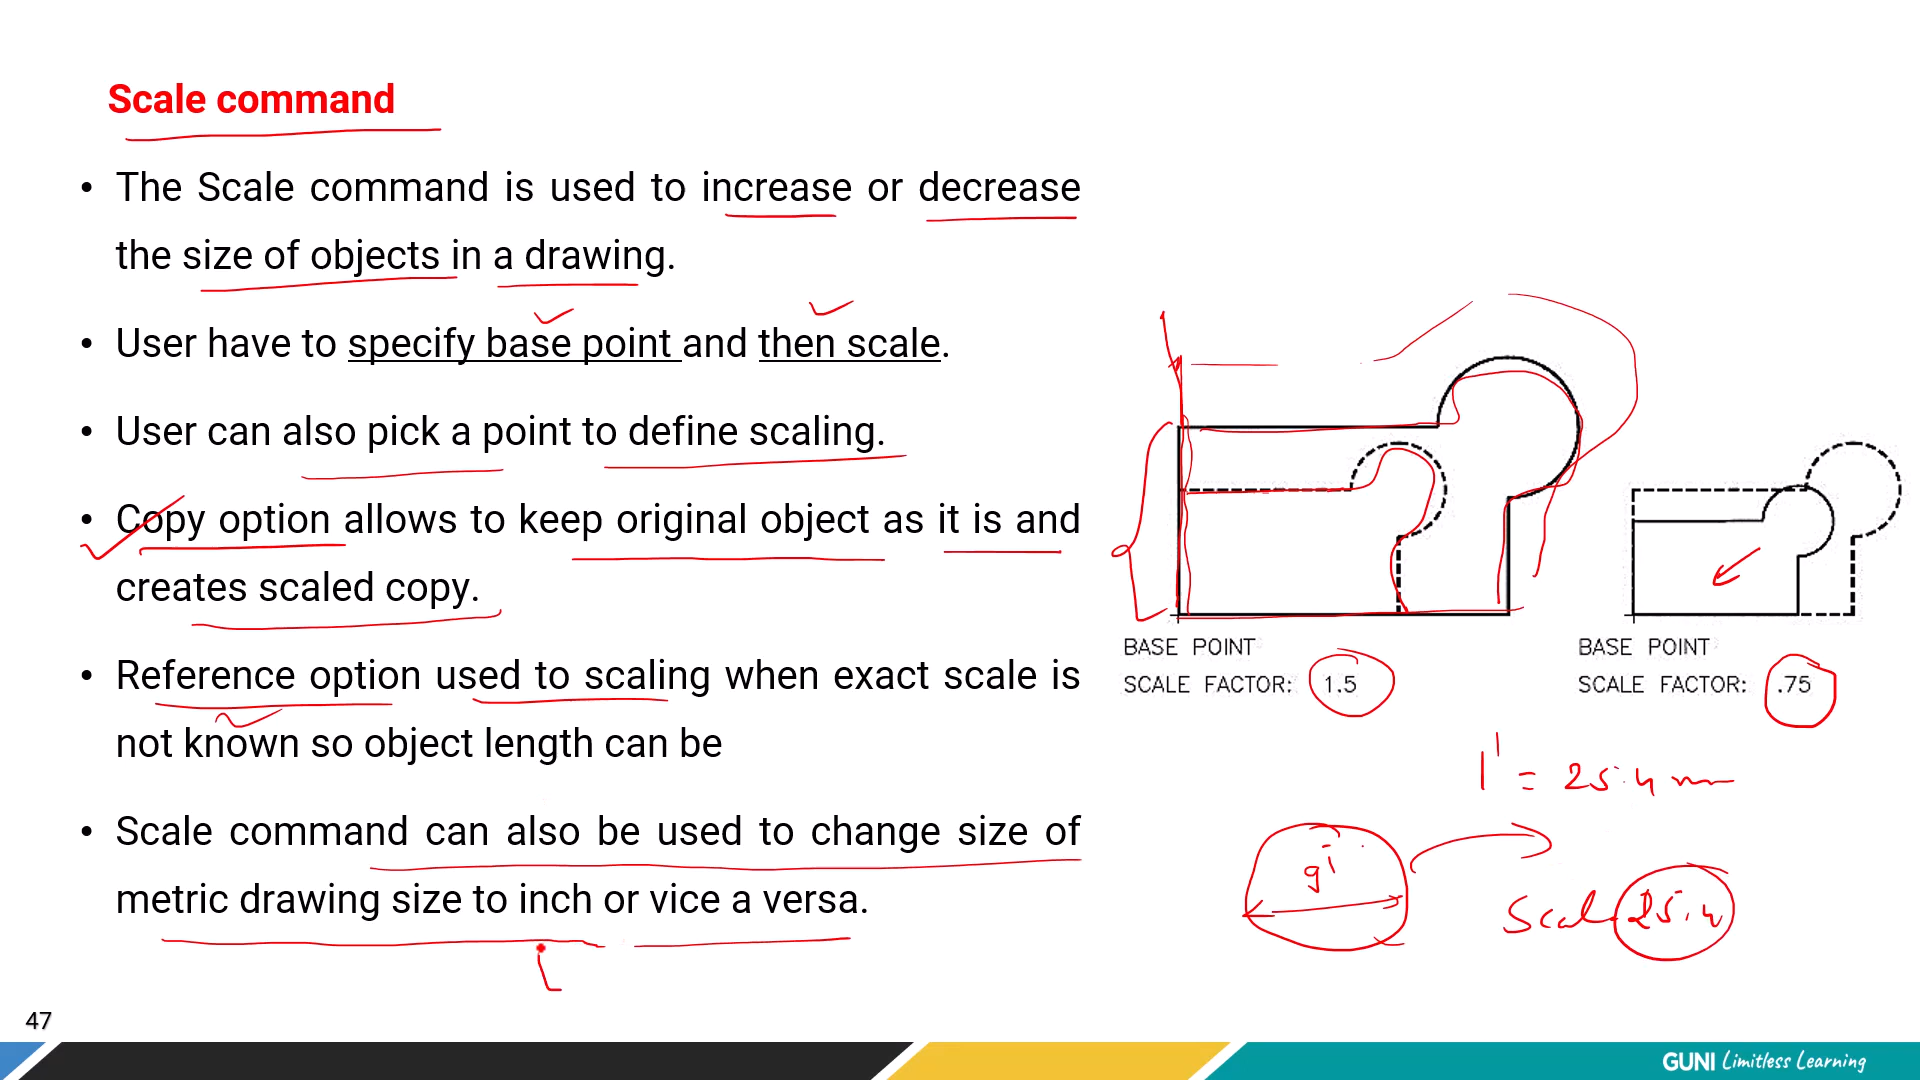 Scale command
• The Scale command is used to increase or decrease
the size of objects in a drawing.
• User have to specify base point and then scale.
• User can also pick a point to define scaling.
• Copy option allows to keep original object as it is and
creates scaled copy.
• Reference option used to scaling when exact scale is
not known so object length can be
• Scale command can also be used to change size of
metric drawing size to inch or vice a versa.
BASE POINT
SCALE FACTOR: 1.5
BASE POINT
SCALE FACTOR: .75
1' = 25.4 mm
Scale 25.4
47
GUNI Limitless Learning